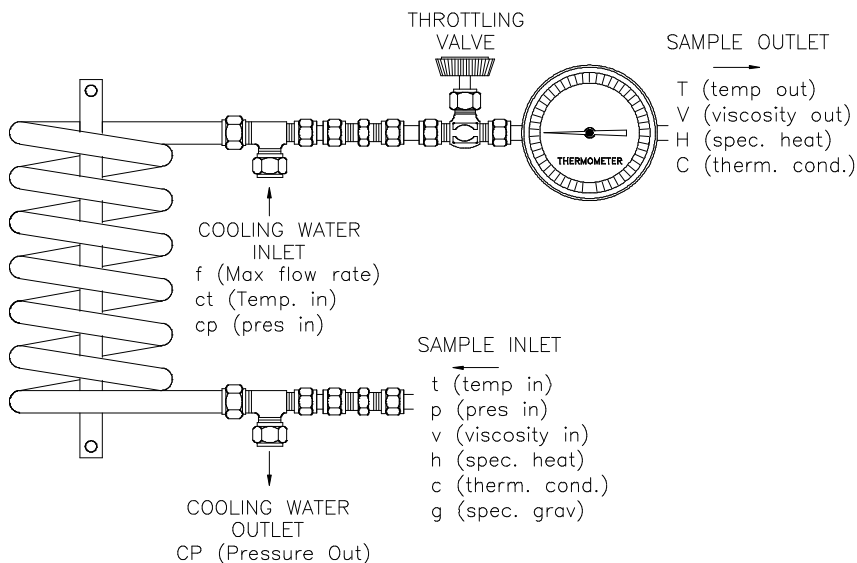 THROTTLING
VALVE
SAMPLE OUTLET
T (temp out)
V (viscosity out)
H (spec. heat)
C (therm. cond.)
THERMOMETER
COOLING WATER
INLET
f (Max flow rate)
ct (Temp. in)
cp (pres in)
SAMPLE INLET
t (temp in)
p (pres in)
v (viscosity in)
h (spec. heat)
c (therm. cond.)
g (spec. grav)
COOLING WATER
OUTLET
CP (Pressure Out)